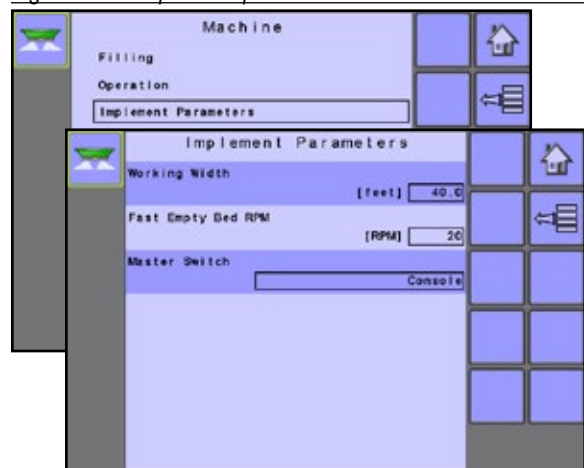 Machine
Filling
Operation
Implement Parameters
Implement Parameters
Working Width
[feet] 40.0
Fast Empty Bed RPM
[RPM] 20
Master Switch
Console